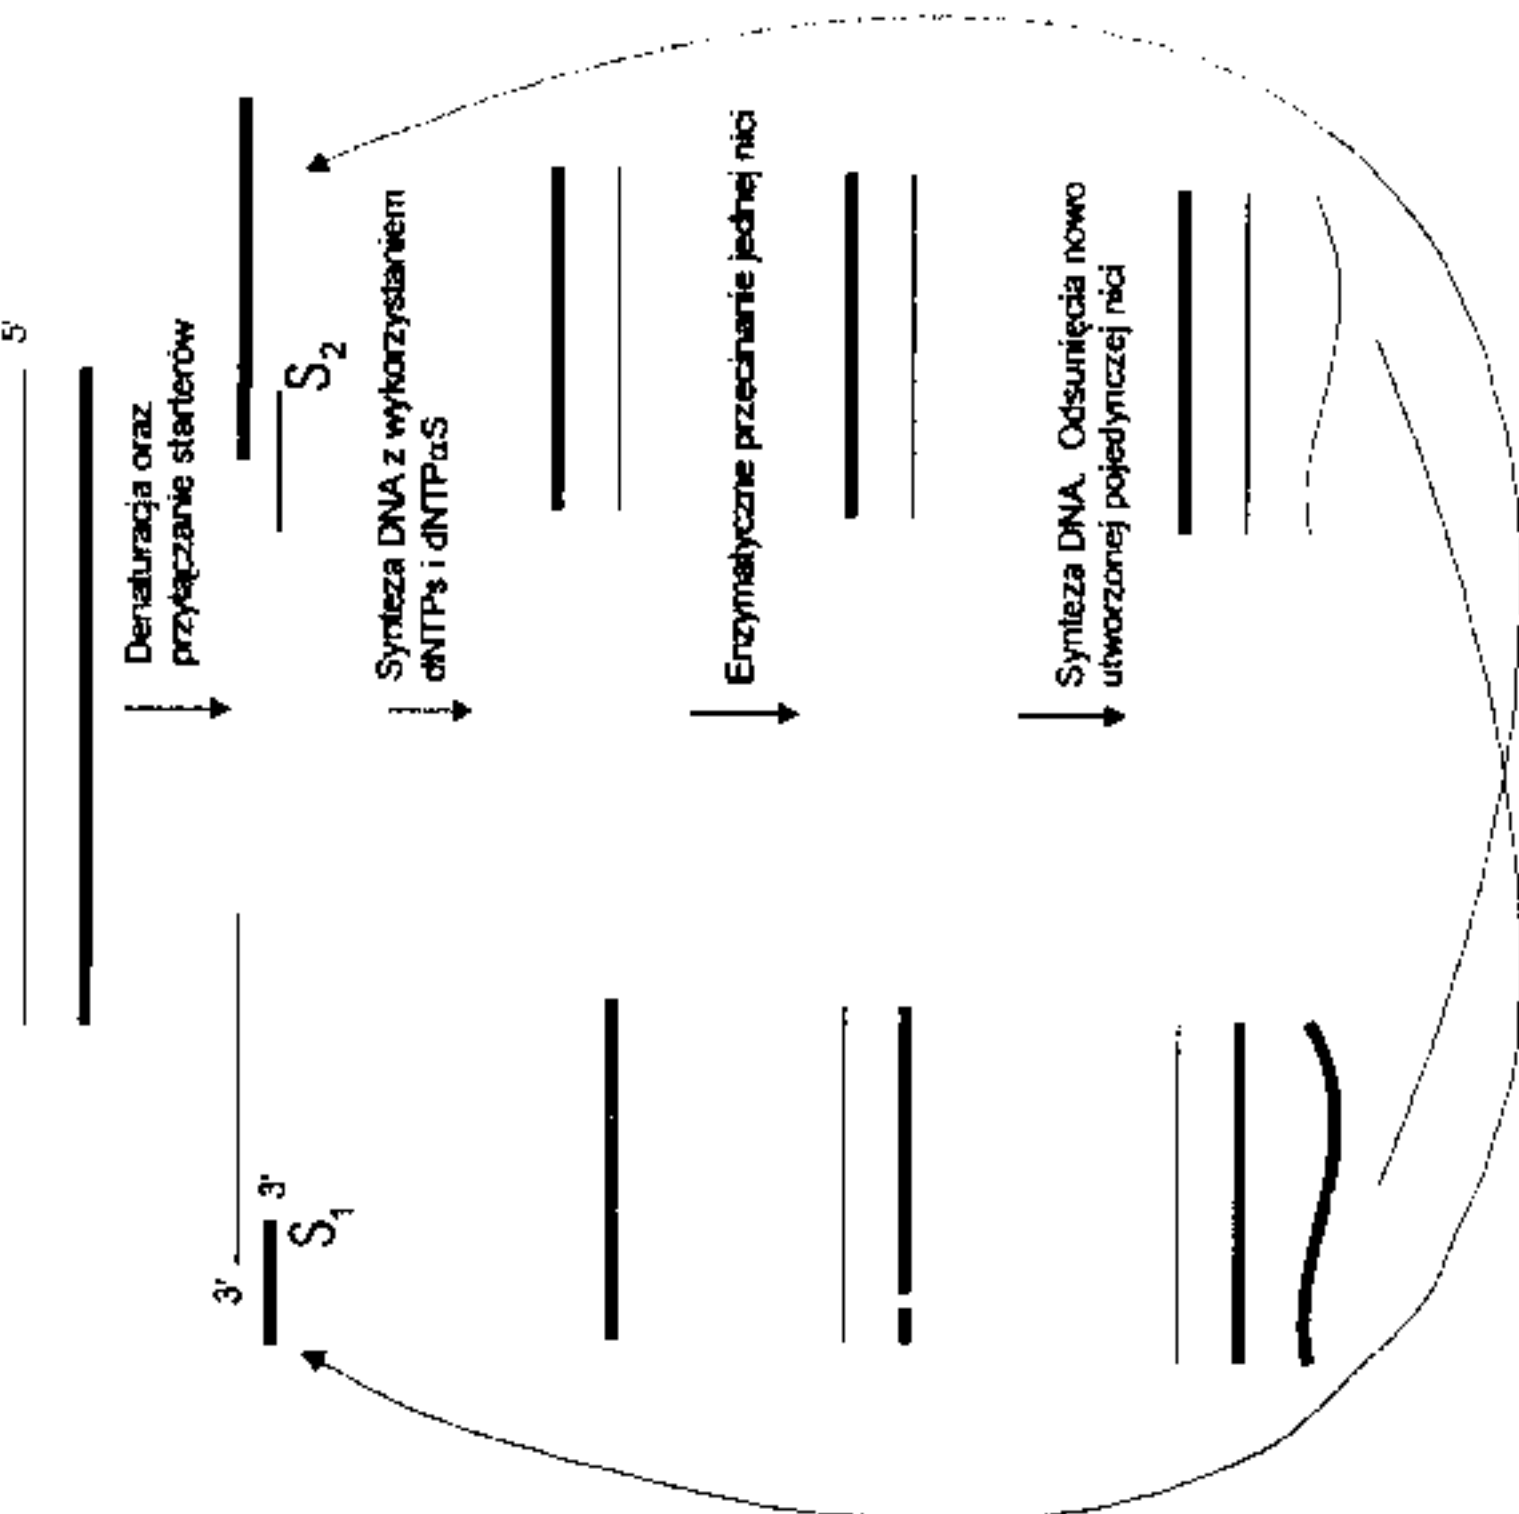 5'
Denaturacja oraz
przyłączanie starterów
3'
3'
S1
S2
Synteza DNA z wykorzystaniem
dNTPs i dNTPαS
Enzymatyczne przecinanie jednej nici
Synteza DNA. Odsunięcia nowo
utworzonej pojedynczej nici